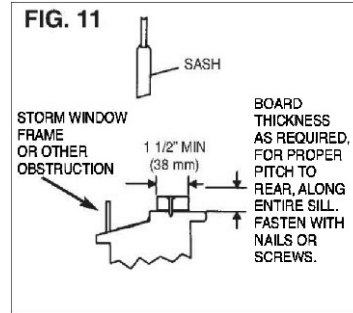 FIG. 11
SASH
STORM WINDOW
FRAME
OR OTHER
OBSTRUCTION
1 1/2" MIN
(38 mm)
BOARD
THICKNESS
AS REQUIRED,
FOR PROPER
PITCH TO
REAR, ALONG
ENTIRE SILL.
FASTEN WITH
NAILS OR
SCREWS.